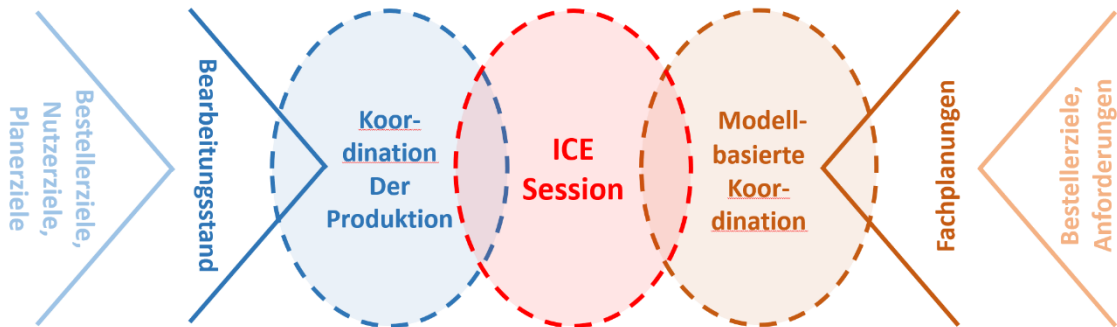 Bestellerziele,
Nutzerziele,
Planerziele
Bearbeitungsstand
Koor-
dination
Der
Produktion
ICE
Session
Modell-
basierte
Koor-
dination
Fachplanungen
Bestellerziele,
Anforderungen